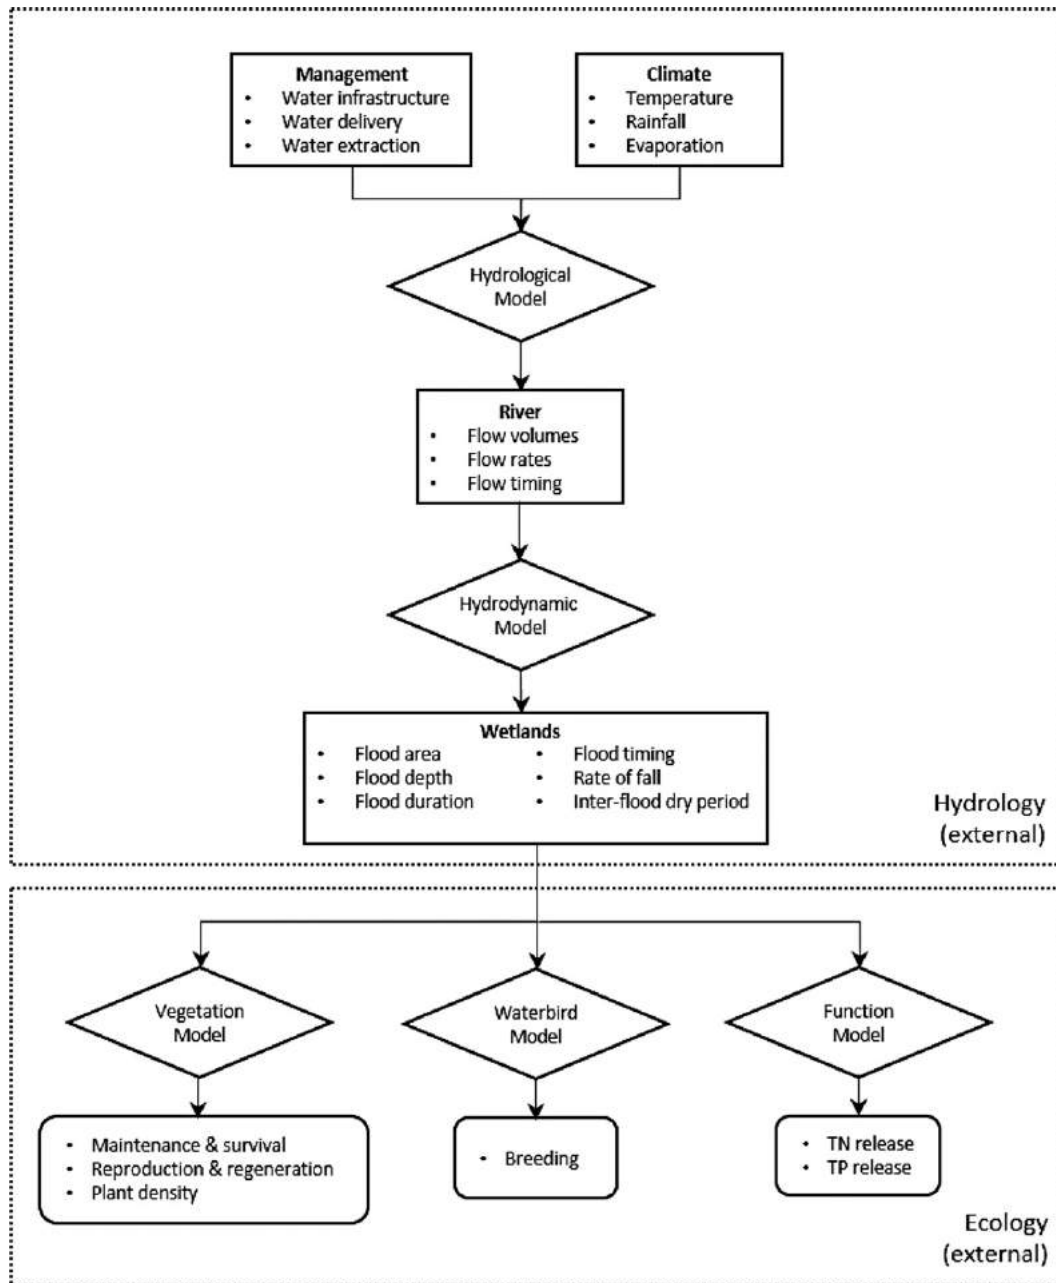 Management
• Water infrastructure
• Water delivery
• Water extraction
Climate
• Temperature
• Rainfall
• Evaporation
Hydrological
Model
River
• Flow volumes
• Flow rates
• Flow timing
Hydrodynamic
Model
Wetlands
• Flood area
• Flood depth
• Flood duration
• Flood timing
• Rate of fall
• Inter-flood dry period
Hydrology
(external)
Vegetation
Model
Waterbird
Model
Function
Model
• Maintenance & survival
• Reproduction & regeneration
• Plant density
• Breeding
• TN release
• TP release
Ecology
(external)